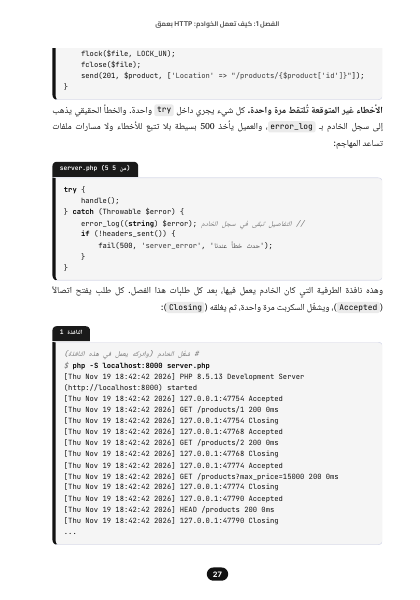 الفصل 1: كيف تعمل الخوادم: HTTP بعمق
flock($file, LOCK_UN);
fclose($file);
send(201, $product, ['Location' => "/products/{$product['id']}"]);
}
الأخطاء غير المتوقعة تُلتقط مرة واحدة. كل شيء يجري داخل try واحدة. والخطأ الحقيقي يذهب
إلى سجل الخادم بـ error_log، والعميل يأخذ 500 بسيطة بلا تتبع للأخطاء ولا مسارات ملفات
تساعد المهاجم:
server.php (5 من 5)
try {
handle();
} catch (Throwable $error) {
error_log((string) $error); // التفاصيل تبقى في سجل الخادم
if (!headers_sent()) {
fail(500, 'server_error', 'حدث خطأ عندنا');
}
}
وهذه نافذة الطرفية التي كان الخادم يعمل فيها، بعد كل طلبات هذا الفصل. كل طلب يفتح اتصالاً
(Accepted)، ويشغّل السكربت مرة واحدة، ثم يغلقه (Closing):
النافذة 1
# شغّل الخادم (واتركه يعمل في هذه النافذة)
$ php -S localhost:8000 server.php
[Thu Nov 19 18:42:42 2026] PHP 8.5.13 Development Server
(http://localhost:8000) started
[Thu Nov 19 18:42:42 2026] 127.0.0.1:47754 Accepted
[Thu Nov 19 18:42:42 2026] GET /products/1 200 0ms
[Thu Nov 19 18:42:42 2026] 127.0.0.1:47754 Closing
[Thu Nov 19 18:42:42 2026] 127.0.0.1:47768 Accepted
[Thu Nov 19 18:42:42 2026] GET /products/2 200 0ms
[Thu Nov 19 18:42:42 2026] 127.0.0.1:47768 Closing
[Thu Nov 19 18:42:42 2026] 127.0.0.1:47774 Accepted
[Thu Nov 19 18:42:42 2026] GET /products?max_price=15000 200 0ms
[Thu Nov 19 18:42:42 2026] 127.0.0.1:47774 Closing
[Thu Nov 19 18:42:42 2026] 127.0.0.1:47790 Accepted
[Thu Nov 19 18:42:42 2026] HEAD /products 200 0ms
[Thu Nov 19 18:42:42 2026] 127.0.0.1:47790 Closing
...
27